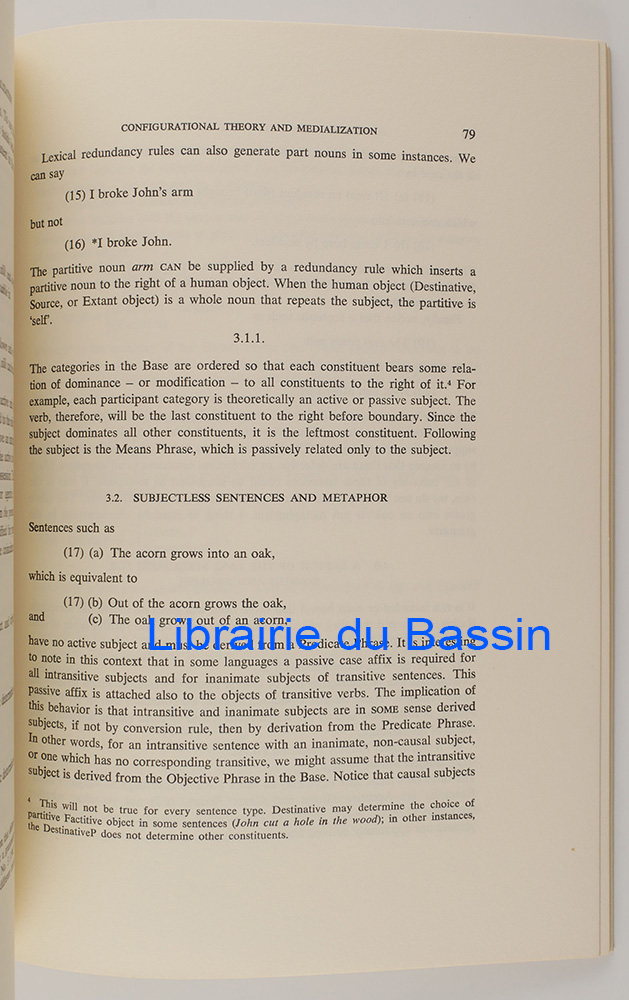 CONFIGURATIONAL THEORY AND MEDIALIZATION 79
Lexical redundancy rules can also generate part nouns in some instances. We
can say
(15) I broke John's arm
but not
(16) *I broke John.
The partitive noun arm CAN be supplied by a redundancy rule which inserts a
partitive noun to the right of a human object. When the human object (Destinative,
Source, or Extant object) is a whole noun that repeats the subject, the partitive is
'self'.
3.1.1.
The categories in the Base are ordered so that each constituent bears some rela-
tion of dominance – or modification – to all constituents to the right of it.⁴ For
example, each participant category is theoretically an active or passive subject. The
verb, therefore, will be the last constituent to the right before boundary. Since the
subject dominates all other constituents, it is the leftmost constituent. Following
the subject is the Means Phrase, which is passively related only to the subject.
3.2. SUBJECTLESS SENTENCES AND METAPHOR
Sentences such as
(17) (a) The acorn grows into an oak,
which is equivalent to
(17) (b) Out of the acorn grows the oak,
and (c) The oak grows out of an acorn,
Librairie du Bassin
have no active subject and must be derived from a Predicate Phrase. It is interesting
to note in this context that in some languages a passive case affix is required for
all intransitive subjects and for inanimate subjects of transitive sentences. This
passive affix is attached also to the objects of transitive verbs. The implication of
this behavior is that intransitive and inanimate subjects are in SOME sense derived
subjects, if not by conversion rule, then by derivation from the Predicate Phrase.
In other words, for an intransitive sentence with an inanimate, non-causal subject,
or one which has no corresponding transitive, we might assume that the intransitive
subject is derived from the Objective Phrase in the Base. Notice that causal subjects
⁴ This will not be true for every sentence type. Destinative may determine the choice of
partitive Factitive object in some sentences (John cut a hole in the wood); in other instances,
the DestinativeP does not determine other constituents.